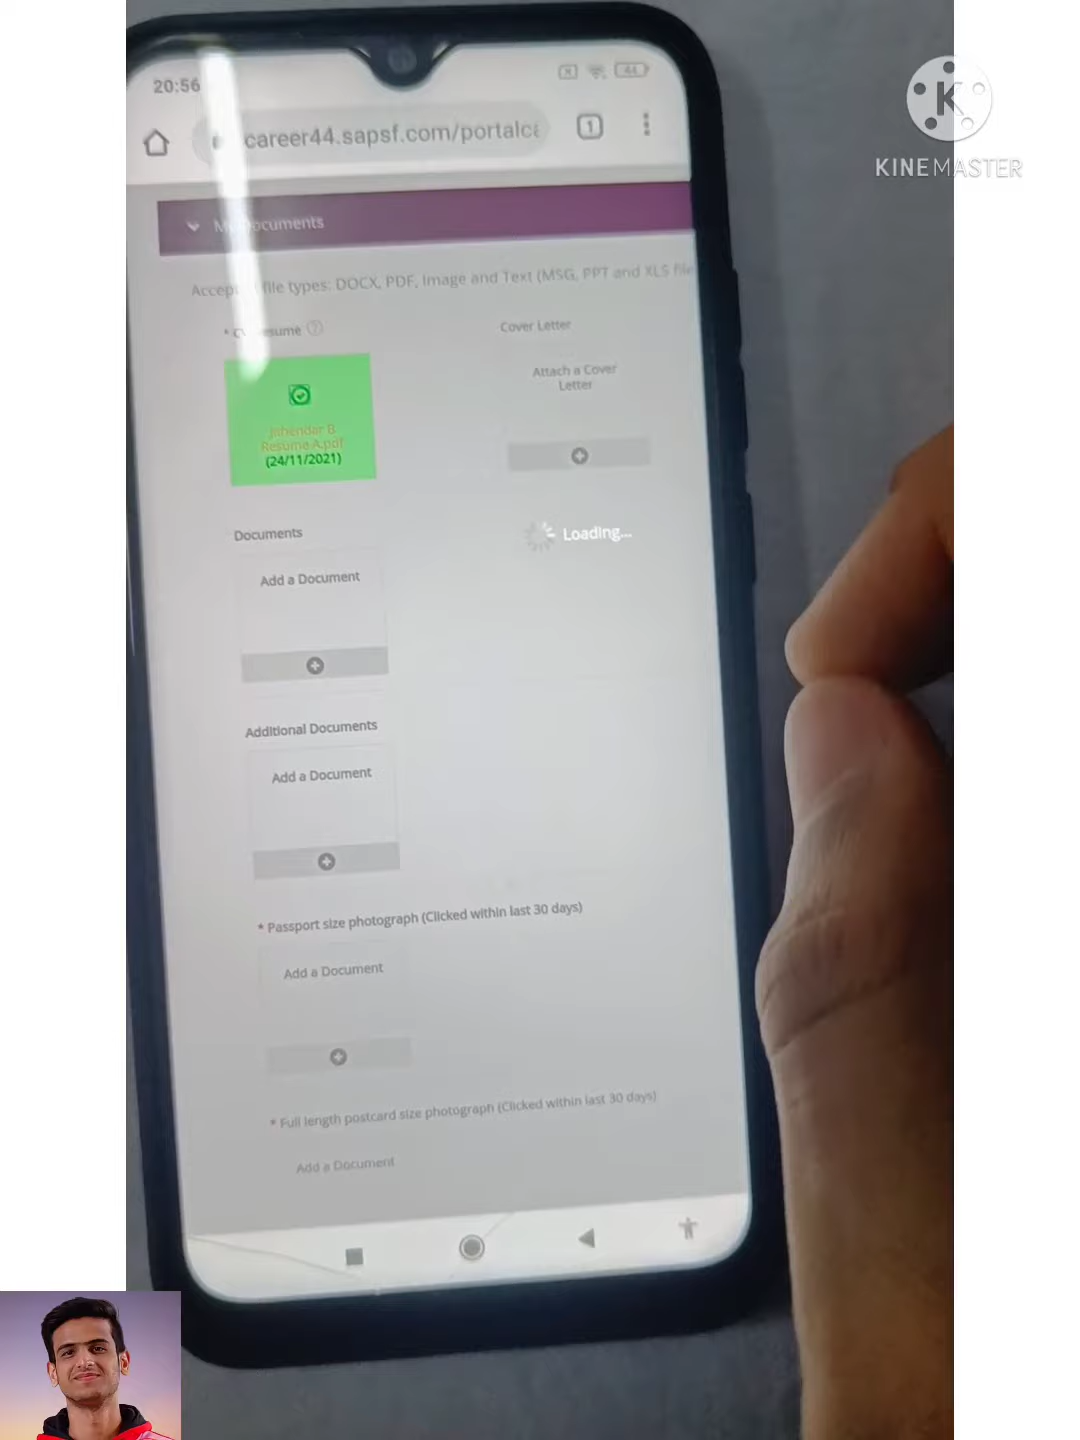 20:56
44
K
career44.sapsf.com/portalca
1
KINEMASTER
My Documents
file types: DOCX, PDF, Image and Text (MSG, PPT and XLS file
Cover Letter
Attach a Cover
Letter
Resume A.pdf
(24/11/2021)
Loading...
Documents
Add a Document
Additional Documents
Add a Document
* Passport size photograph (Clicked within last 30 days)
Add a Document
* Full length postcard size photograph (Clicked within last 30 days)
Add a Document